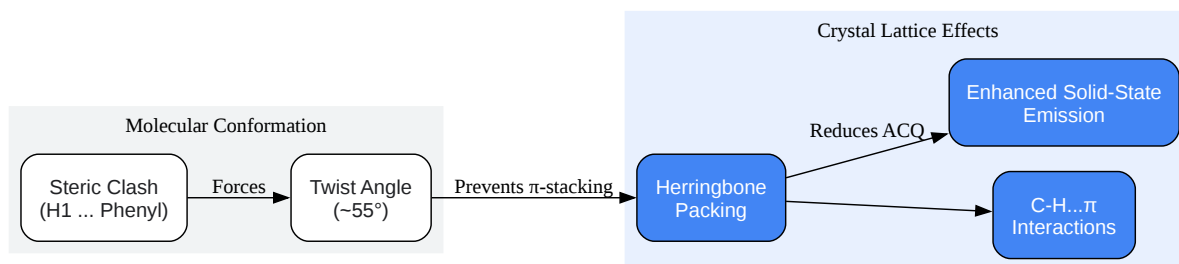 Crystal Lattice Effects
Enhanced Solid-State
Emission
Reduces ACQ
Molecular Conformation
Steric Clash
(H1 ... Phenyl)
Forces
Twist Angle
(~55°)
Prevents π-stacking
Herringbone
Packing
C-H...π
Interactions